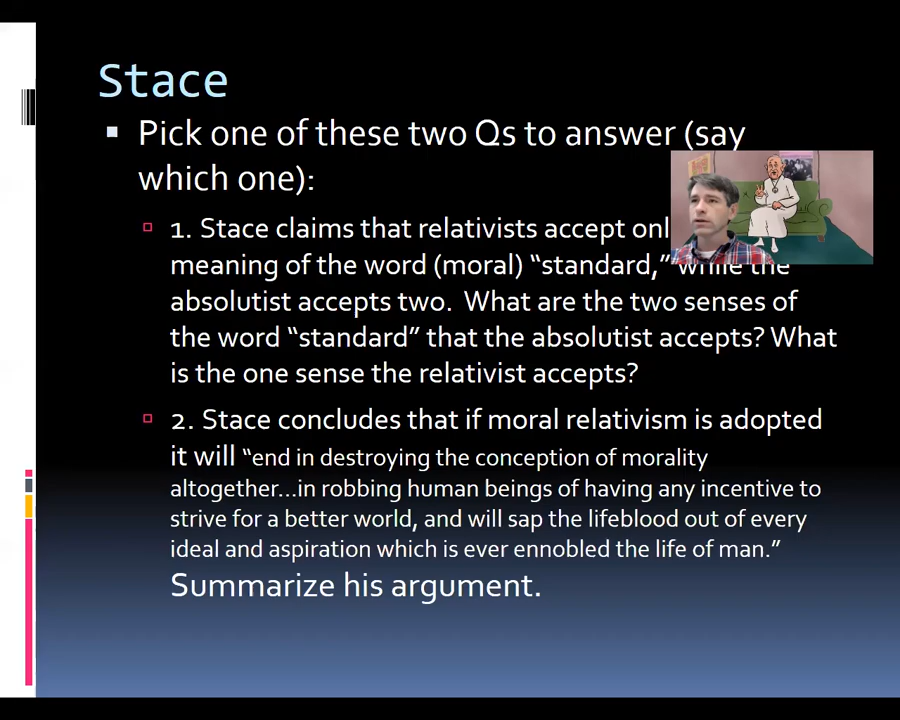 Stace
Pick one of these two Qs to answer (say
which one):
1. Stace claims that relativists accept onl
meaning of the word (moral) “standard,” while the
absolutist accepts two. What are the two senses of
the word “standard” that the absolutist accepts? What
is the one sense the relativist accepts?
2. Stace concludes that if moral relativism is adopted
it will “end in destroying the conception of morality
altogether...in robbing human beings of having any incentive to
strive for a better world, and will sap the lifeblood out of every
ideal and aspiration which is ever ennobled the life of man.”
Summarize his argument.